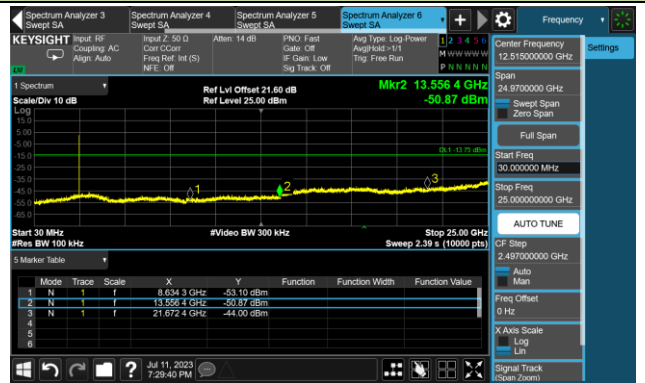 Spectrum Analyzer 3
Swept SA
Spectrum Analyzer 4
Swept SA
Spectrum Analyzer 5
Swept SA
Spectrum Analyzer 6
Swept SA
Frequency
KEYSIGHT
Input: RF
Coupling: AC
Align: Auto
Input Z: 50 Ω
Corr CCorr
Freq Ref: Int (S)
NFE: Off
Atten: 14 dB
PNO: Fast
Gate: Off
IF Gain: Low
Sig Track: Off
Avg Type: Log-Power
Avg|Hold:>1/1
Trig: Free Run
1 2 3 4 5 6
M W W W W W
P N N N N N
1 Spectrum
Scale/Div 10 dB
Ref Lvl Offset 21.60 dB
Ref Level 25.00 dBm
Mkr2 13.556 4 GHz
-50.87 dBm
Log
15.0
5.00
-5.00
-15.0
-25.0
-35.0
-45.0
-55.0
-65.0
DL1 -13.75 dBm
1
2
3
Start 30 MHz
#Res BW 100 kHz
#Video BW 300 kHz
Stop 25.00 GHz
Sweep 2.39 s (10000 pts)
5 Marker Table
Mode Trace Scale X Y Function Function Width Function Value
1 N 1 f 8.634 3 GHz -53.10 dBm
2 N 1 f 13.556 4 GHz -50.87 dBm
3 N 1 f 21.672 4 GHz -44.00 dBm
4
5
6
Jul 11, 2023
7:29:40 PM
Center Frequency
12.515000000 GHz
Settings
Span
24.9700000 GHz
Swept Span
Zero Span
Full Span
Start Freq
30.000000 MHz
Stop Freq
25.000000000 GHz
AUTO TUNE
CF Step
2.497000000 GHz
Auto
Man
Freq Offset
0 Hz
X Axis Scale
Log
Lin
Signal Track
(Span Zoom)